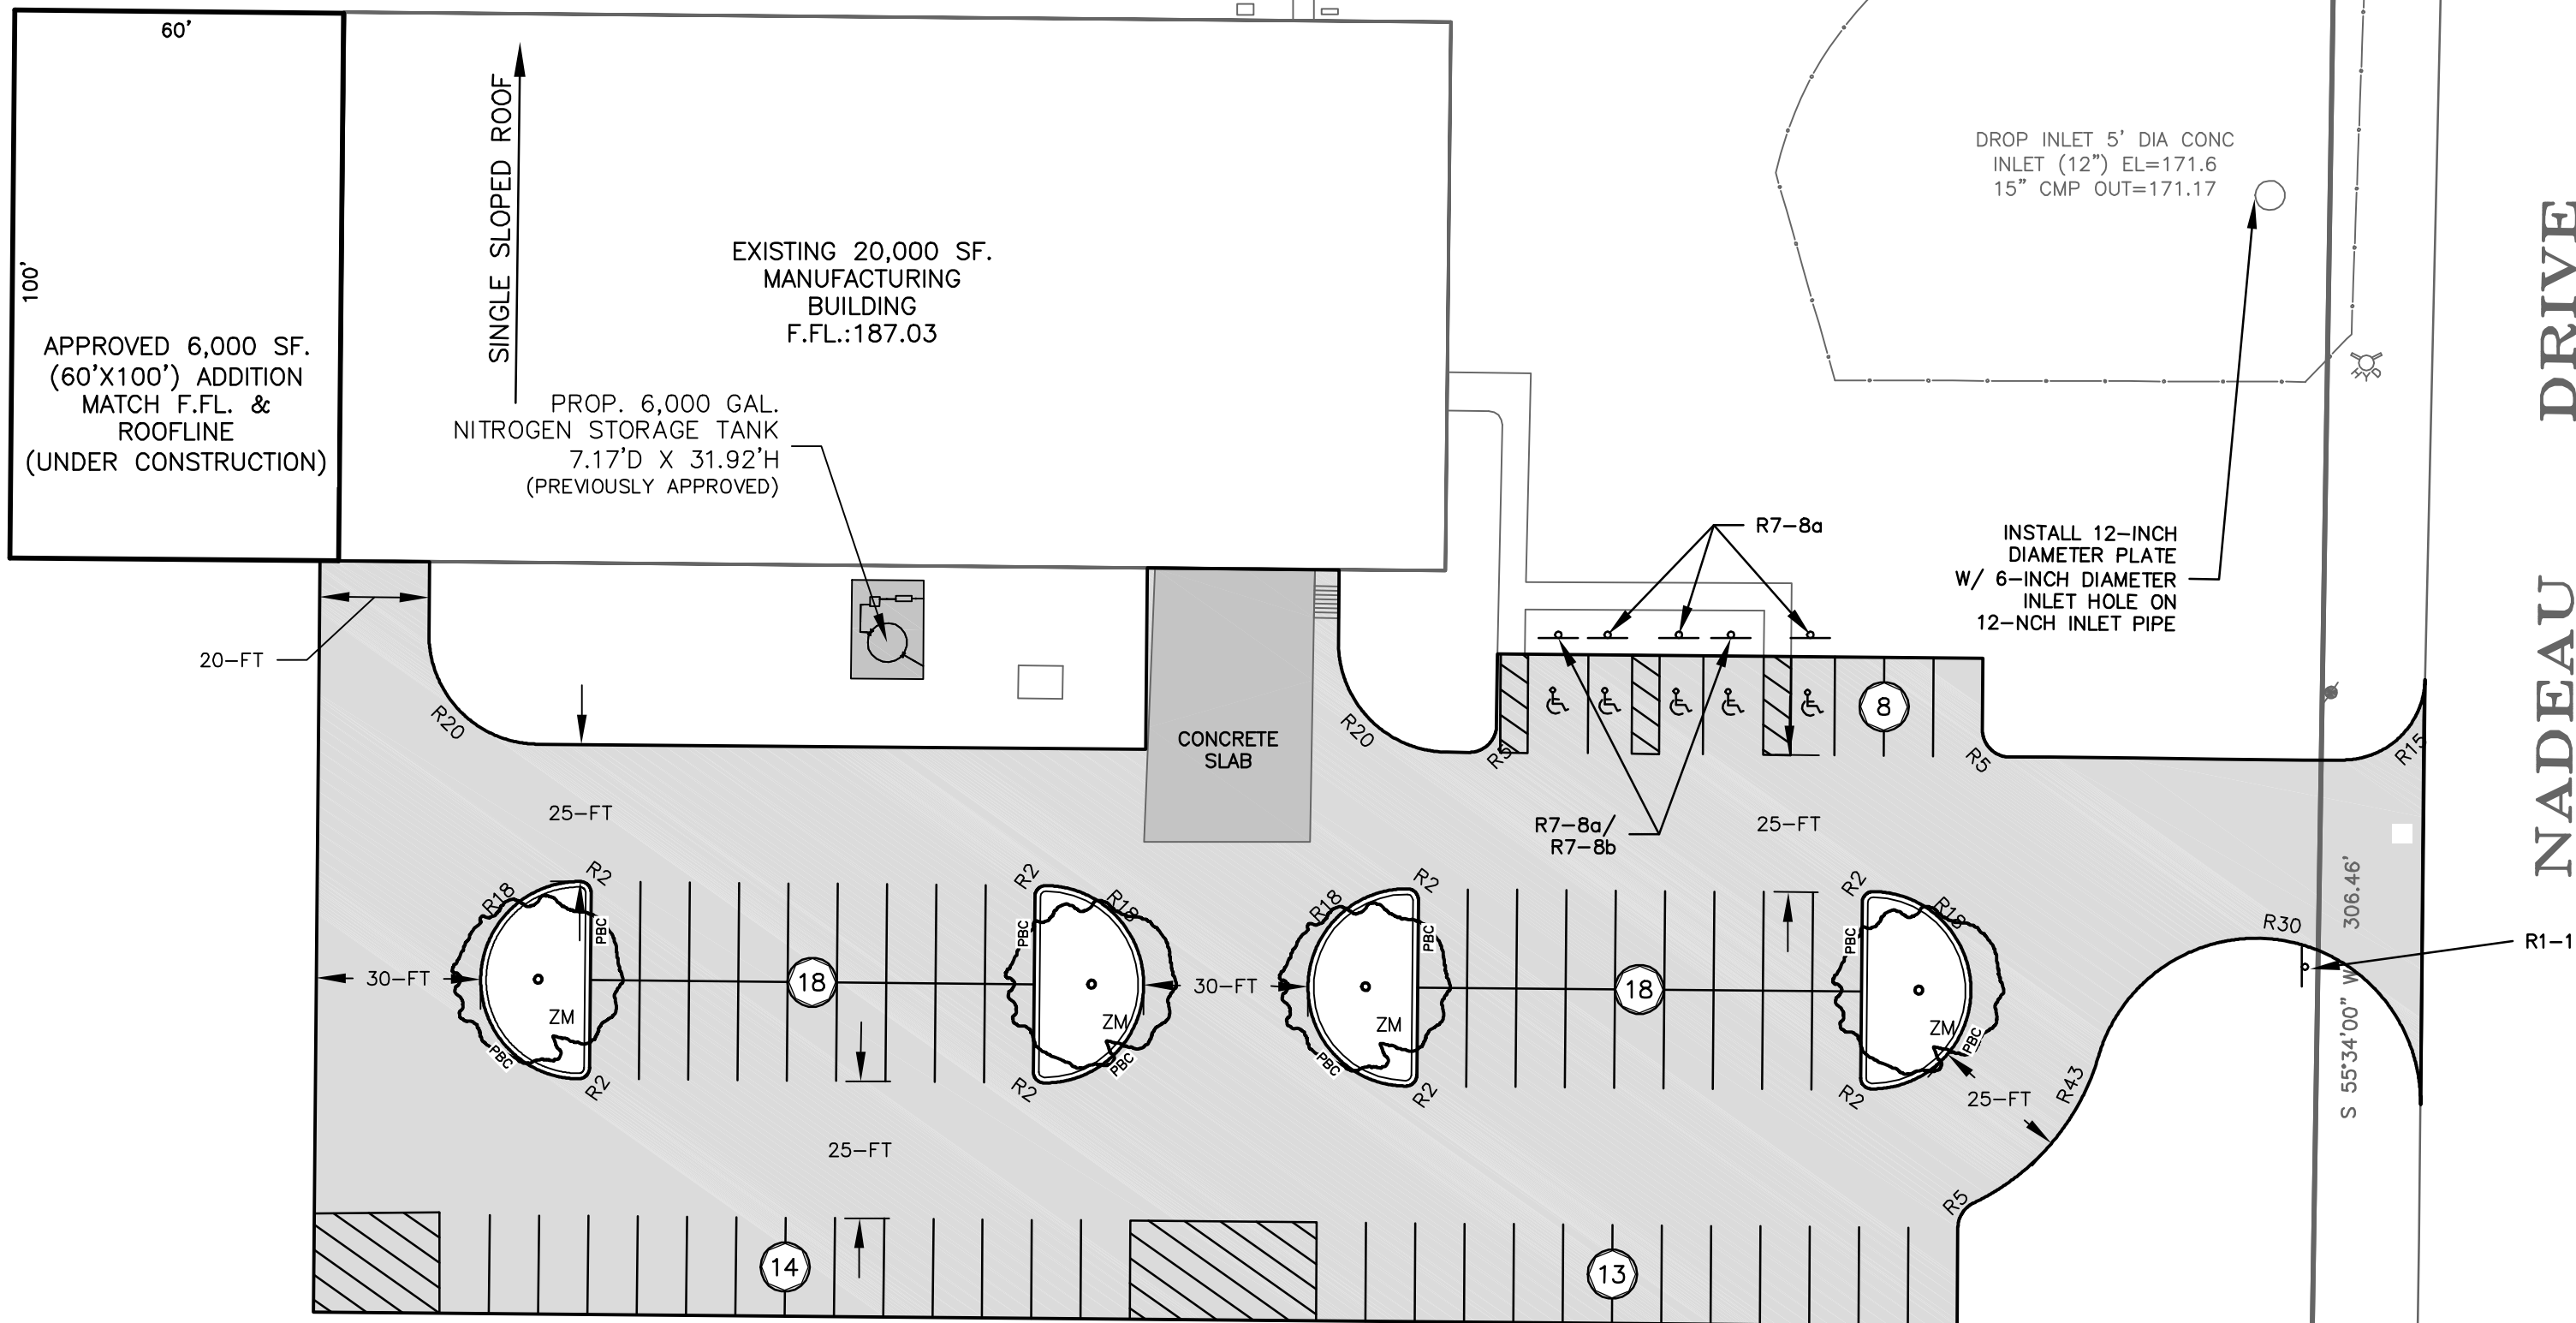 60'
100'
APPROVED 6,000 SF.
(60'X100') ADDITION
MATCH F.FL. &
ROOFLINE
(UNDER CONSTRUCTION)
SINGLE SLOPED ROOF
EXISTING 20,000 SF.
MANUFACTURING
BUILDING
F.FL.:187.03
PROP. 6,000 GAL.
NITROGEN STORAGE TANK
7.17'D X 31.92'H
(PREVIOUSLY APPROVED)
DROP INLET 5' DIA CONC
INLET (12") EL=171.6
15" CMP OUT=171.17
HYD
NADEAU DRIVE
INSTALL 12-INCH
DIAMETER PLATE
W/ 6-INCH DIAMETER
INLET HOLE ON
12-NCH INLET PIPE
R7-8a
20-FT
R20
R20
R5
8
R5
R15
CONCRETE
SLAB
25-FT
R7-8a/
R7-8b
25-FT
R18
R2
PBC
ZM
PBC
R2
30-FT
18
R2
R18
PBC
ZM
PBC
R2
30-FT
R18
R2
PBC
ZM
PBC
R2
18
R2
R18
PBC
ZM
PBC
R2
25-FT
R43
R30
R1-1
S 55°34'00" W 306.46'
25-FT
R5
14
13